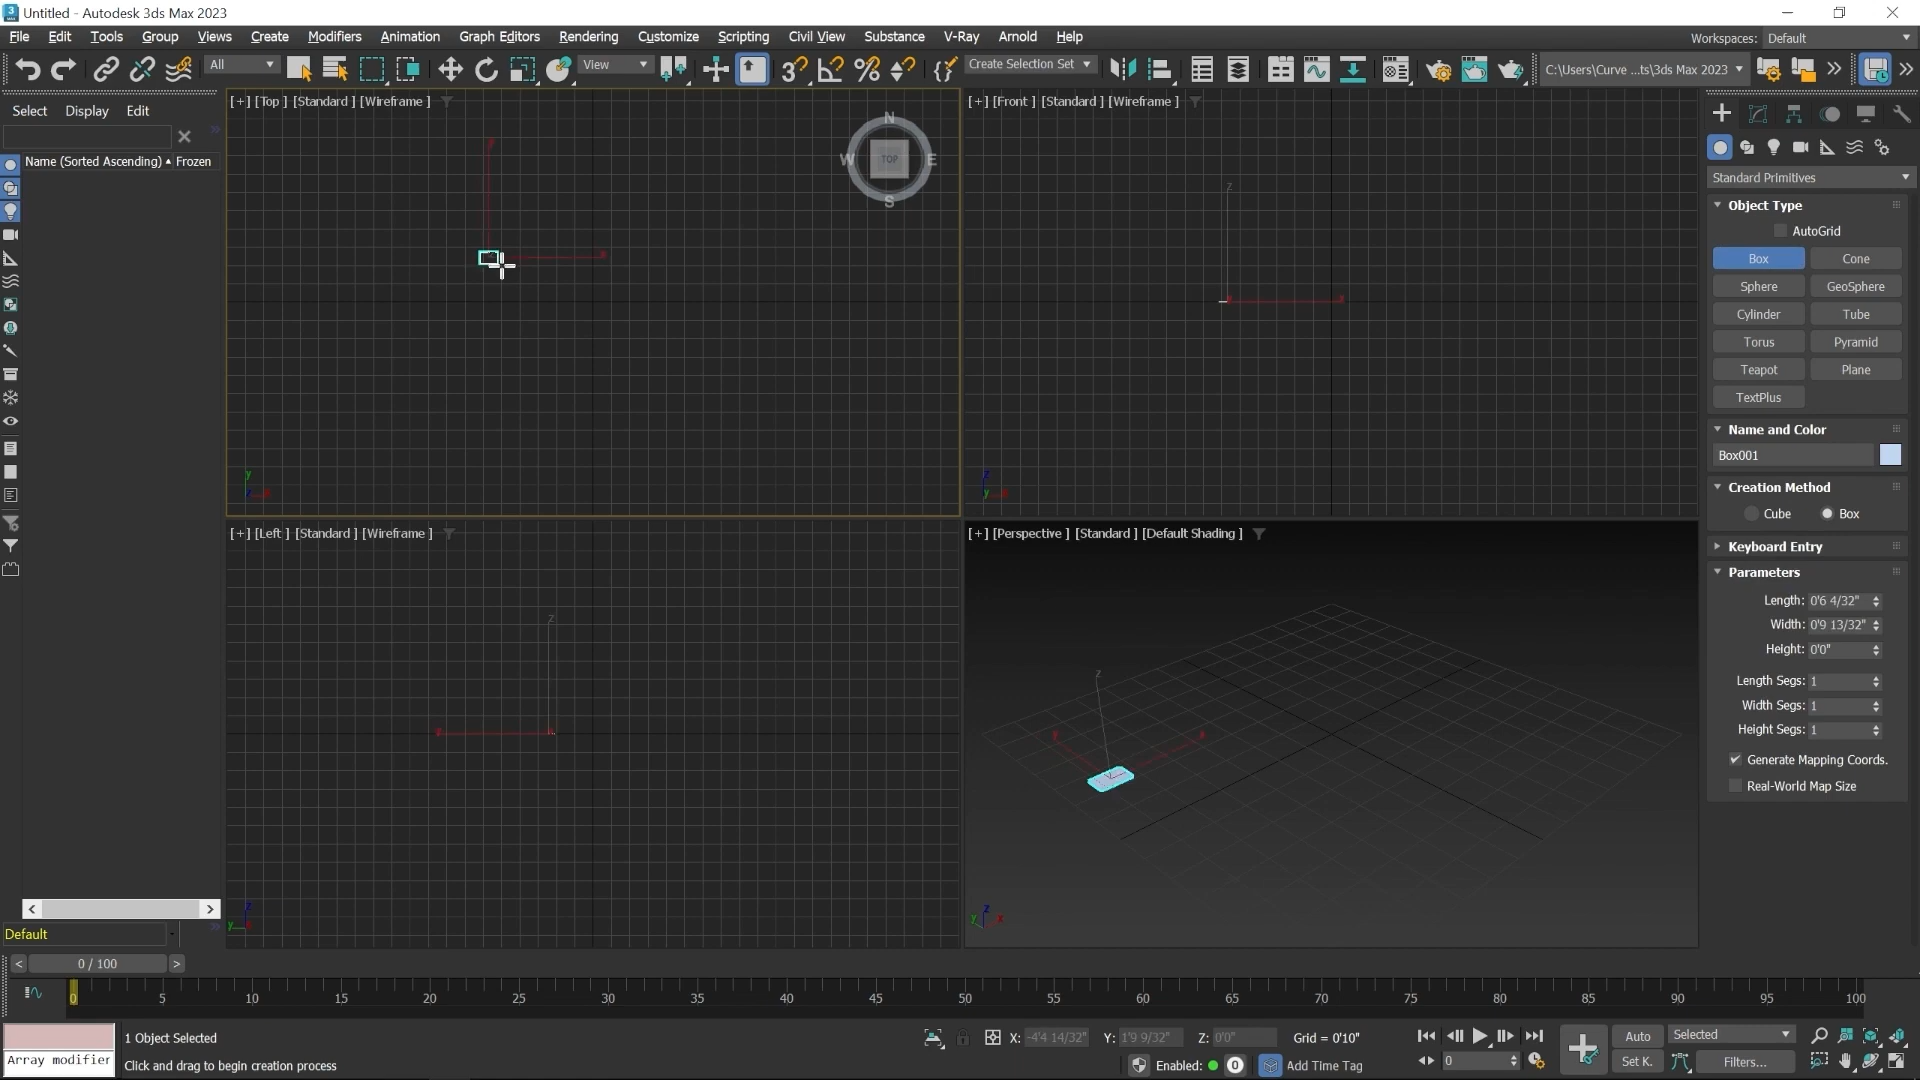 Untitled - Autodesk 3ds Max 2023
File Edit Tools Group Views Create Modifiers Animation Graph Editors Rendering Customize Scripting Civil View Substance V-Ray Arnold Help
Workspaces: Default
All View Create Selection Set C:\Users\Curve ...ts\3ds Max 2023
Select Display Edit
Name (Sorted Ascending) Frozen
[+] [Top ] [Standard ] [Wireframe ]
N
W TOP E
S
y
[+] [Front ] [Standard ] [Wireframe ]
Z
z
y
[+] [Left ] [Standard ] [Wireframe ]
Z
z
y
[+] [Perspective ] [Standard ] [Default Shading ]
Z
z
y x
Standard Primitives
Object Type
AutoGrid
Box Cone
Sphere GeoSphere
Cylinder Tube
Torus Pyramid
Teapot Plane
TextPlus
Name and Color
Box001
Creation Method
Cube Box
Keyboard Entry
Parameters
Length: 0'6 4/32"
Width: 0'9 13/32"
Height: 0'0"
Length Segs: 1
Width Segs: 1
Height Segs: 1
Generate Mapping Coords.
Real-World Map Size
Default
< 0 / 100 >
0 5 10 15 20 25 30 35 40 45 50 55 60 65 70 75 80 85 90 95 100
1 Object Selected
X: -4'4 14/32" Y: 1'9 9/32" Z: 0'0" Grid = 0'10"
Auto Selected
Array modifier
Click and drag to begin creation process
Enabled: 0 Add Time Tag
0
Set K. Filters...